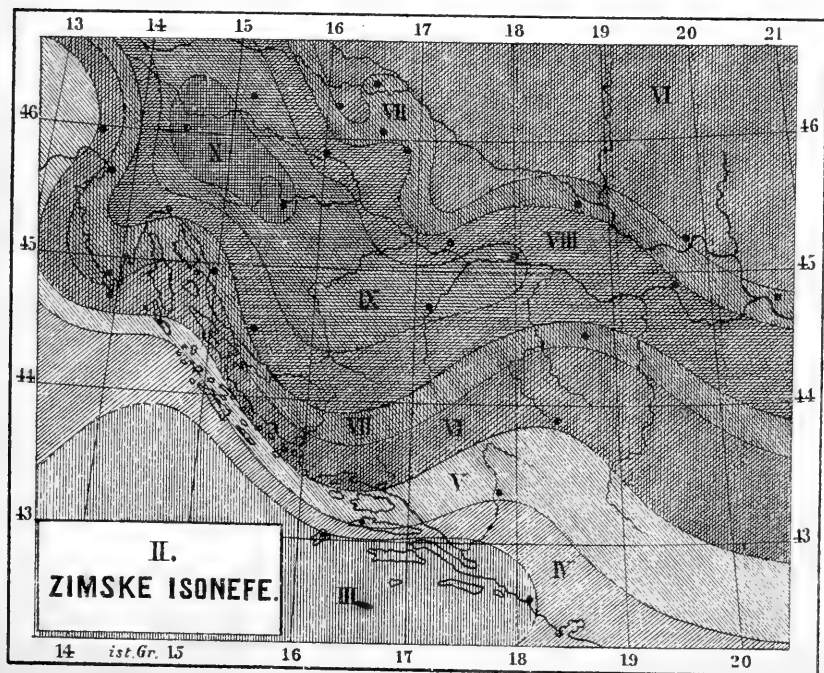 13 14 15 16 17 18 19 20 21
VI
VII
46 46
X
VIII
45 45
IX
44 44
VII VI
V
43 43
II.
IV
ZIMSKE ISONEFE.
III
14 ist. Gr. 15 16 17 18 19 20